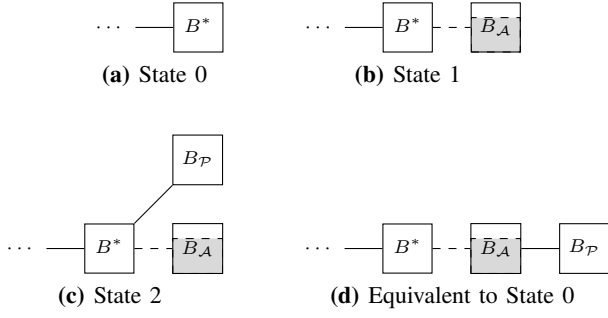 ··· B* ··· B* B𝒜
(a) State 0 (b) State 1
B𝒫
··· B* B𝒜 ··· B* B𝒜 B𝒫
(c) State 2 (d) Equivalent to State 0